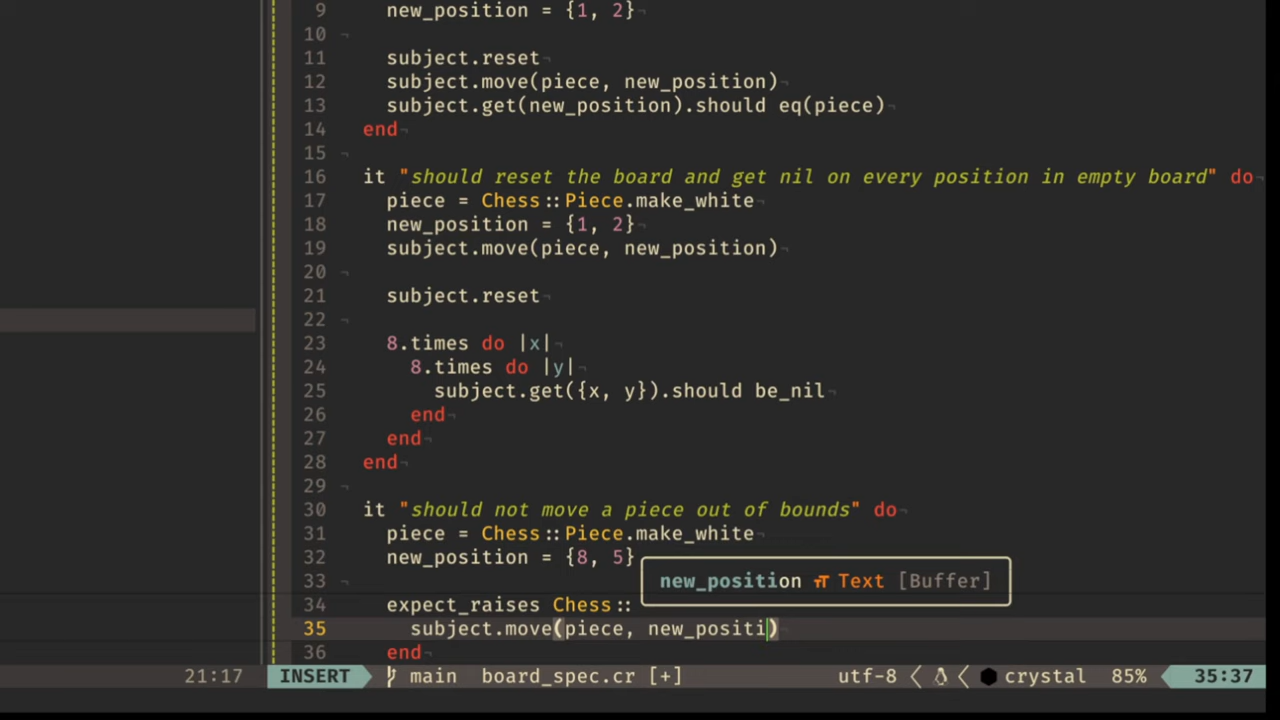 9 new_position = {1, 2}¬
10 ¬
11 subject.reset¬
12 subject.move(piece, new_position)¬
13 subject.get(new_position).should eq(piece)¬
14 end¬
15 ¬
16 it "should reset the board and get nil on every position in empty board" do¬
17 piece = Chess::Piece.make_white¬
18 new_position = {1, 2}¬
19 subject.move(piece, new_position)¬
20 ¬
21 subject.reset¬
22 ¬
23 8.times do |x|¬
24 8.times do |y|¬
25 subject.get({x, y}).should be_nil¬
26 end¬
27 end¬
28 end¬
29 ¬
30 it "should not move a piece out of bounds" do¬
31 piece = Chess::Piece.make_white¬
32 new_position = {8, 5}
33 ¬
new_position Text [Buffer]
34 expect_raises Chess::
35 subject.move(piece, new_positi)¬
36 end¬
21:17 INSERT main board_spec.cr [+] utf-8 crystal 85% 35:37